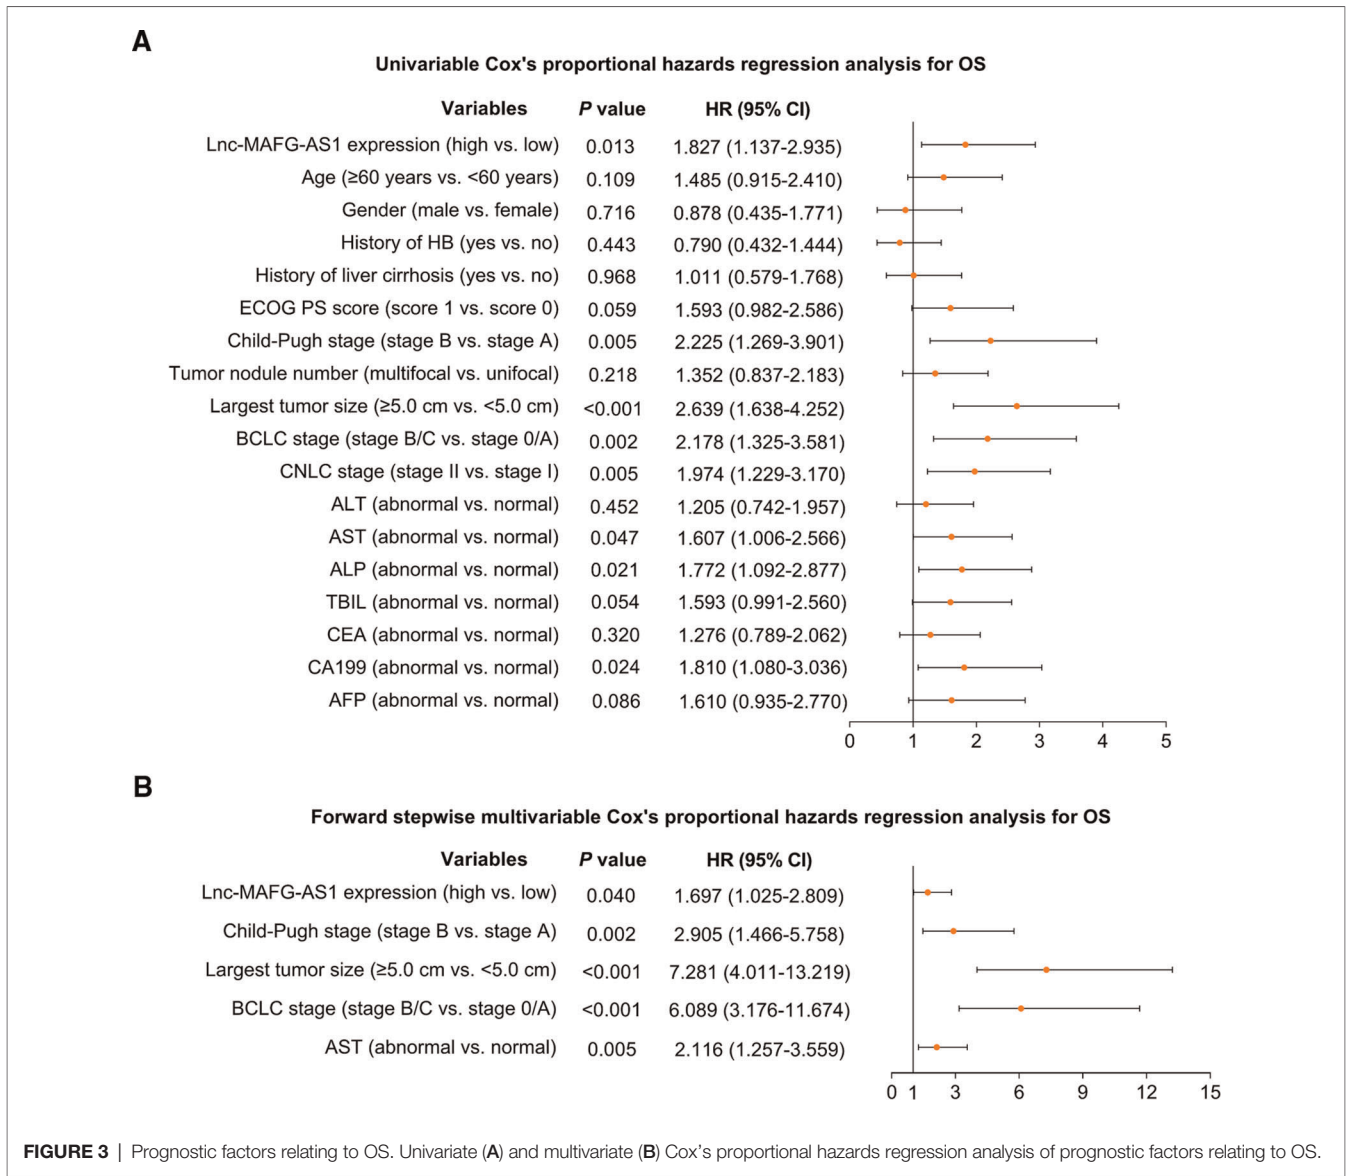 A
Univariable Cox's proportional hazards regression analysis for OS
Variables P value HR (95% CI)
Lnc-MAFG-AS1 expression (high vs. low) 0.013 1.827 (1.137-2.935)
Age (≥60 years vs. <60 years) 0.109 1.485 (0.915-2.410)
Gender (male vs. female) 0.716 0.878 (0.435-1.771)
History of HB (yes vs. no) 0.443 0.790 (0.432-1.444)
History of liver cirrhosis (yes vs. no) 0.968 1.011 (0.579-1.768)
ECOG PS score (score 1 vs. score 0) 0.059 1.593 (0.982-2.586)
Child-Pugh stage (stage B vs. stage A) 0.005 2.225 (1.269-3.901)
Tumor nodule number (multifocal vs. unifocal) 0.218 1.352 (0.837-2.183)
Largest tumor size (≥5.0 cm vs. <5.0 cm) <0.001 2.639 (1.638-4.252)
BCLC stage (stage B/C vs. stage 0/A) 0.002 2.178 (1.325-3.581)
CNLC stage (stage II vs. stage I) 0.005 1.974 (1.229-3.170)
ALT (abnormal vs. normal) 0.452 1.205 (0.742-1.957)
AST (abnormal vs. normal) 0.047 1.607 (1.006-2.566)
ALP (abnormal vs. normal) 0.021 1.772 (1.092-2.877)
TBIL (abnormal vs. normal) 0.054 1.593 (0.991-2.560)
CEA (abnormal vs. normal) 0.320 1.276 (0.789-2.062)
CA199 (abnormal vs. normal) 0.024 1.810 (1.080-3.036)
AFP (abnormal vs. normal) 0.086 1.610 (0.935-2.770)
0 1 2 3 4 5
B
Forward stepwise multivariable Cox's proportional hazards regression analysis for OS
Variables P value HR (95% CI)
Lnc-MAFG-AS1 expression (high vs. low) 0.040 1.697 (1.025-2.809)
Child-Pugh stage (stage B vs. stage A) 0.002 2.905 (1.466-5.758)
Largest tumor size (≥5.0 cm vs. <5.0 cm) <0.001 7.281 (4.011-13.219)
BCLC stage (stage B/C vs. stage 0/A) <0.001 6.089 (3.176-11.674)
AST (abnormal vs. normal) 0.005 2.116 (1.257-3.559)
0 1 3 6 9 12 15
FIGURE 3 | Prognostic factors relating to OS. Univariate (A) and multivariate (B) Cox's proportional hazards regression analysis of prognostic factors relating to OS.